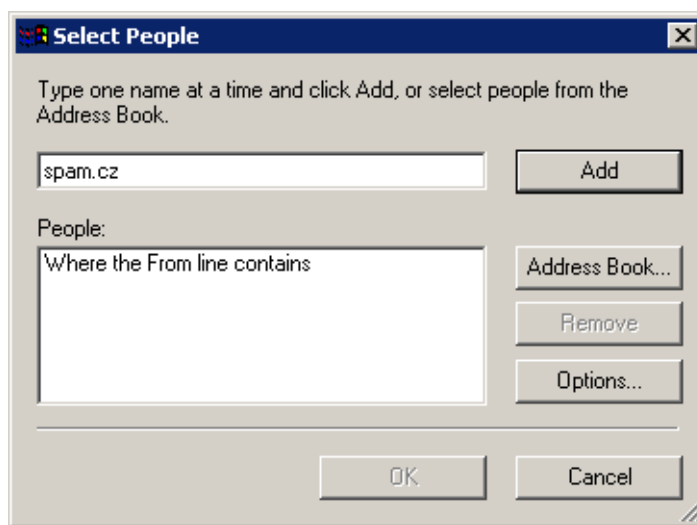 Select People
Type one name at a time and click Add, or select people from the
Address Book.
spam.cz
Add
People:
Where the From line contains
Address Book...
Remove
Options...
OK
Cancel